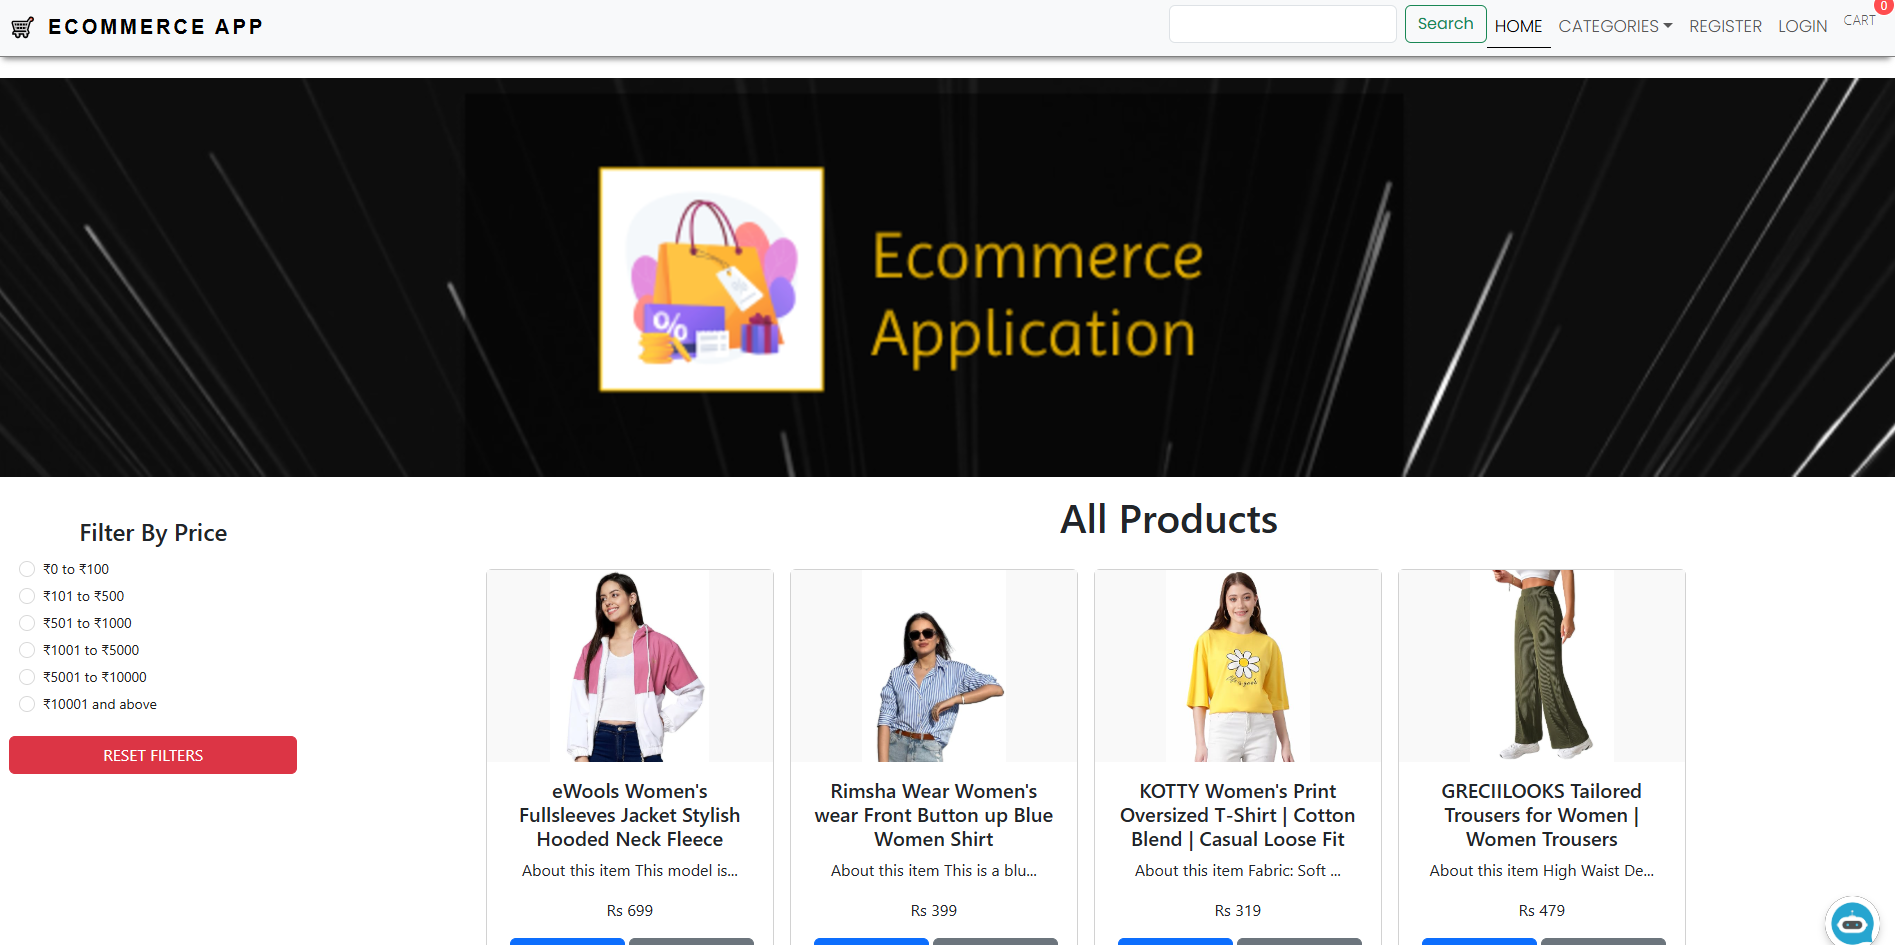 ECOMMERCE APP
Search
HOME
CATEGORIES
REGISTER
LOGIN
CART
0
%
Ecommerce
Application
Filter By Price
₹0 to ₹100
₹101 to ₹500
₹501 to ₹1000
₹1001 to ₹5000
₹5001 to ₹10000
₹10001 and above
RESET FILTERS
All Products
eWools Women's
Fullsleeves Jacket Stylish
Hooded Neck Fleece
About this item This model is...
Rs 699
Rimsha Wear Women's
wear Front Button up Blue
Women Shirt
About this item This is a blu...
Rs 399
KOTTY Women's Print
Oversized T-Shirt | Cotton
Blend | Casual Loose Fit
About this item Fabric: Soft ...
Rs 319
GRECIILOOKS Tailored
Trousers for Women |
Women Trousers
About this item High Waist De...
Rs 479